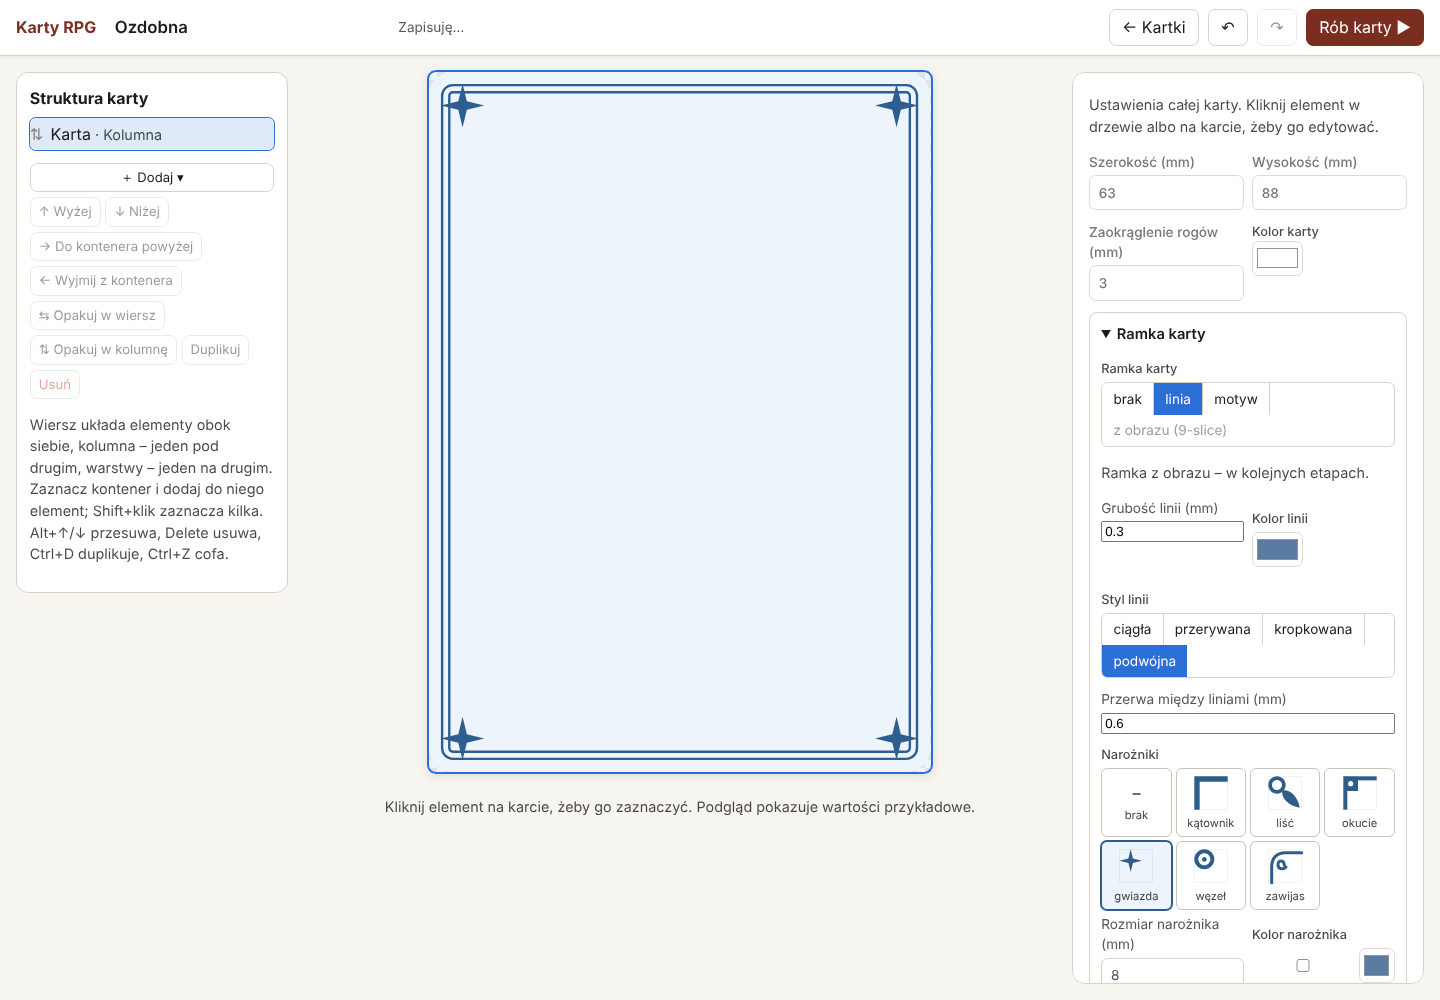 Karty RPG Ozdobna Zapisuję... ← Kartki ↶ ↷ Rób karty ▶
Struktura karty
⇅ Karta · Kolumna
+ Dodaj ▾
↑ Wyżej ↓ Niżej
→ Do kontenera powyżej
← Wyjmij z kontenera
⇆ Opakuj w wiersz
⇅ Opakuj w kolumnę Duplikuj
Usuń
Wiersz układa elementy obok
siebie, kolumna – jeden pod
drugim, warstwy – jeden na drugim.
Zaznacz kontener i dodaj do niego
element; Shift+klik zaznacza kilka.
Alt+↑/↓ przesuwa, Delete usuwa,
Ctrl+D duplikuje, Ctrl+Z cofa.
Kliknij element na karcie, żeby go zaznaczyć. Podgląd pokazuje wartości przykładowe.
Ustawienia całej karty. Kliknij element w
drzewie albo na karcie, żeby go edytować.
Szerokość (mm) Wysokość (mm)
63 88
Zaokrąglenie rogów
(mm)
Kolor karty
3
▼ Ramka karty
Ramka karty
brak linia motyw
z obrazu (9-slice)
Ramka z obrazu – w kolejnych etapach.
Grubość linii (mm) Kolor linii
0.3
Styl linii
ciągła przerywana kropkowana
podwójna
Przerwa między liniami (mm)
0.6
Narożniki
–
brak kątownik liść okucie
gwiazda węzeł zawijas
Rozmiar narożnika
(mm)
Kolor narożnika
8